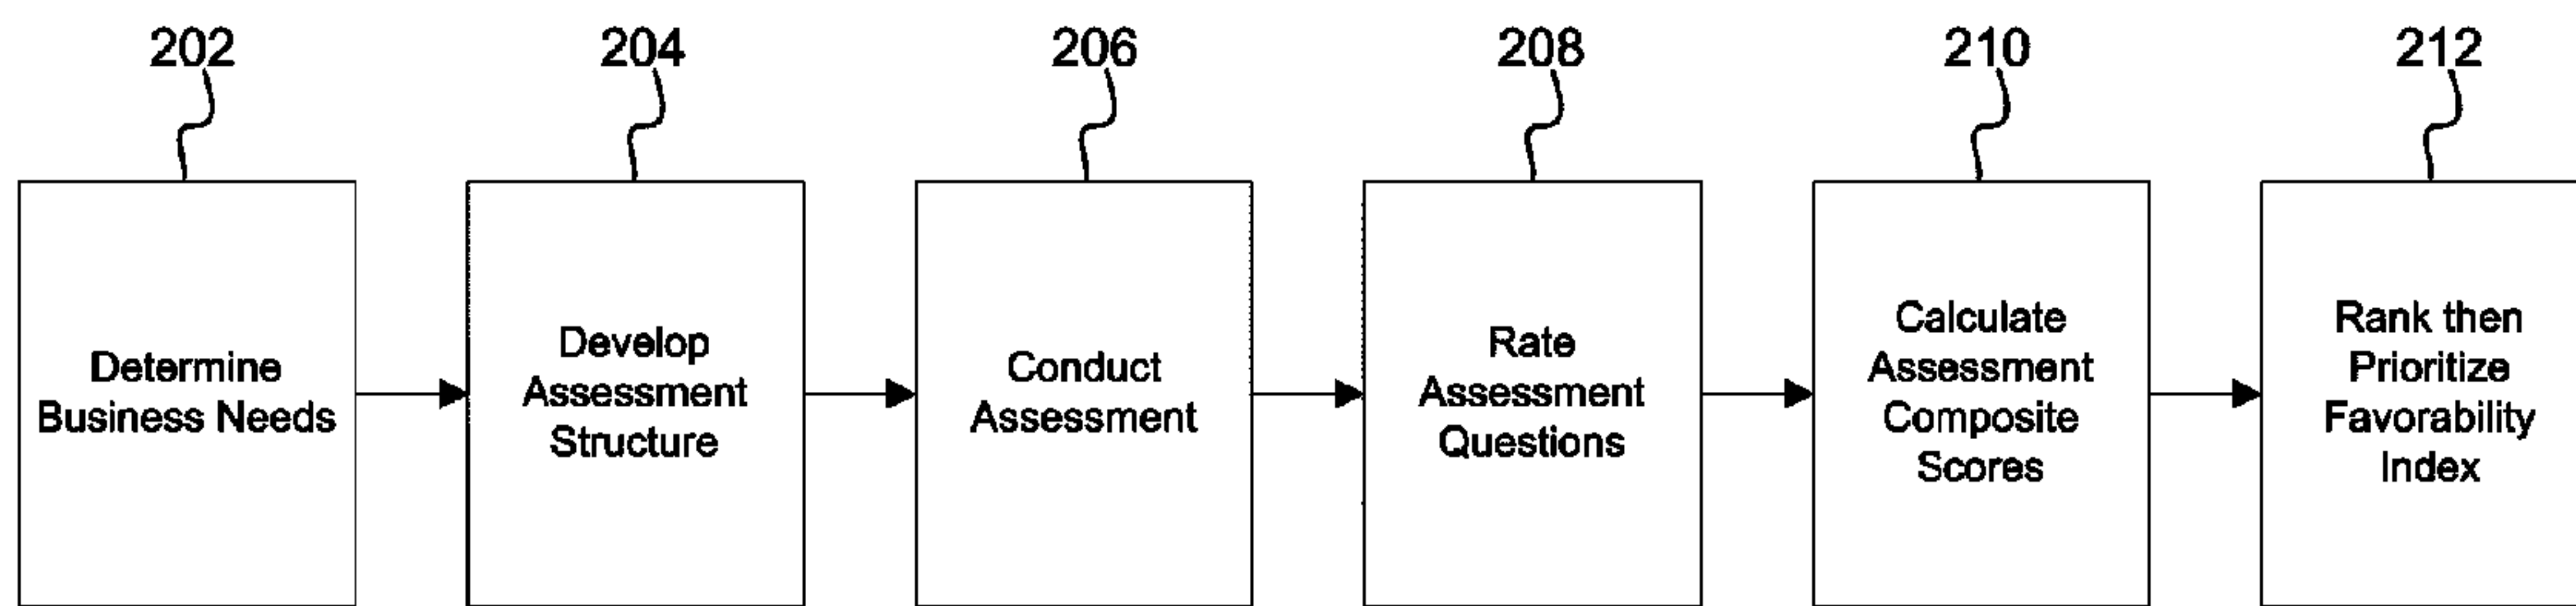 202
204
206
208
210
212
Determine
Business Needs
Develop
Assessment
Structure
Conduct
Assessment
Rate
Assessment
Questions
Calculate
Assessment
Composite
Scores
Rank then
Prioritize
Favorability
Index